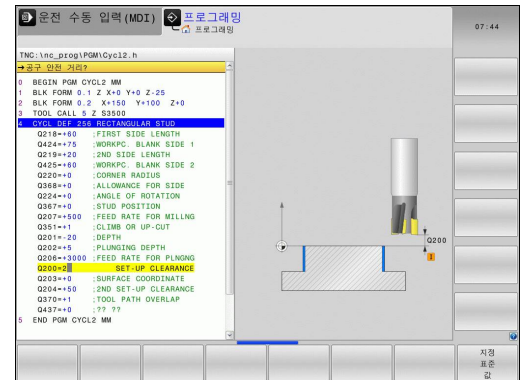 운전 수동 입력(MDI)
프로그래밍
프로그래밍
07:44
TNC:\nc_prog\PGM\Cycl2.h
→공구 안전 거리?
0 BEGIN PGM CYCL2 MM
1 BLK FORM 0.1 Z X+0 Y+0 Z-25
2 BLK FORM 0.2 X+150 Y+100 Z+0
3 TOOL CALL 5 Z S3500
4 CYCL DEF 256 RECTANGULAR STUD
Q218=+60 ;FIRST SIDE LENGTH
Q424=+75 ;WORKPC. BLANK SIDE 1
Q219=+20 ;2ND SIDE LENGTH
Q425=+60 ;WORKPC. BLANK SIDE 2
Q220=+0 ;CORNER RADIUS
Q368=+0 ;ALLOWANCE FOR SIDE
Q224=+0 ;ANGLE OF ROTATION
Q367=+0 ;STUD POSITION
Q207=+500 ;FEED RATE FOR MILLNG
Q351=+1 ;CLIMB OR UP-CUT
Q201=-20 ;DEPTH
Q202=+5 ;PLUNGING DEPTH
Q206=+3000 ;FEED RATE FOR PLNGNG
Q200=2 SET-UP CLEARANCE
Q203=+0 ;SURFACE COORDINATE
Q204=+50 ;2ND SET-UP CLEARANCE
Q370=+1 ;TOOL PATH OVERLAP
Q437=+0 ;?? ??
5 END PGM CYCL2 MM
Q200
1
지정
표준
값